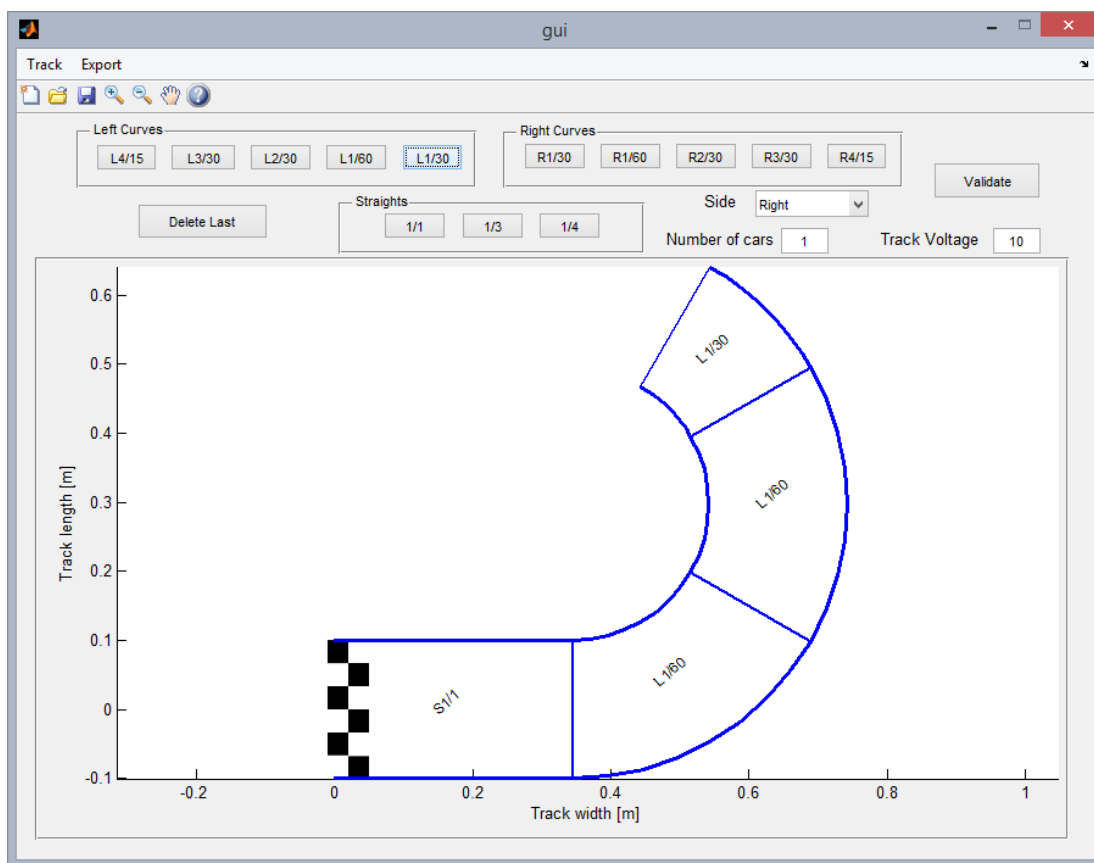 gui
Track Export
Left Curves
L4/15 L3/30 L2/30 L1/60 L1/30
Right Curves
R1/30 R1/60 R2/30 R3/30 R4/15
Validate
Delete Last
Straights
1/1 1/3 1/4
Side Right
Number of cars 1
Track Voltage 10
0.6
0.5
0.4
0.3
0.2
0.1
0
-0.1
Track length [m]
L1/30
L1/60
L1/60
S1/1
-0.2 0 0.2 0.4 0.6 0.8 1
Track width [m]